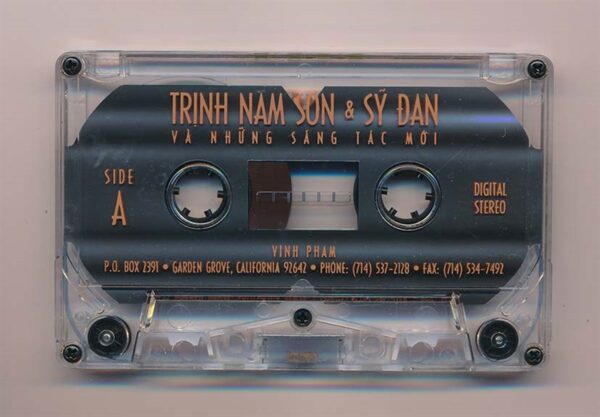 TRỊNH NAM SƠN & SỸ ĐAN
VÀ NHỮNG SÁNG TÁC MỚI
SIDE
A
DIGITAL
STEREO
VINH PHAM
P.O. BOX 2391 • GARDEN GROVE, CALIFORNIA 92642 • PHONE: (714) 537-2128 • FAX: (714) 534-7492